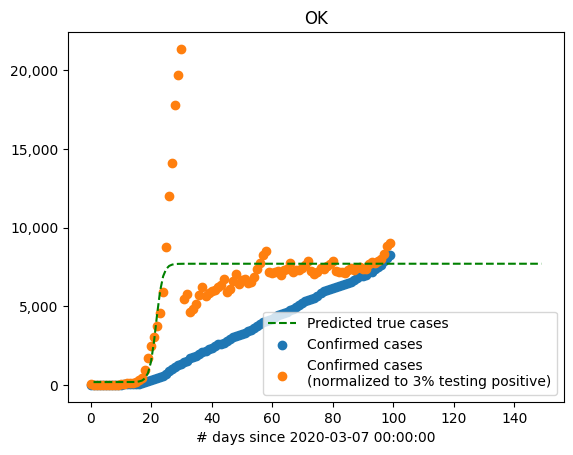 OK
20,000
15,000
10,000
5,000
0
Predicted true cases
Confirmed cases
Confirmed cases
(normalized to 3% testing positive)
0 20 40 60 80 100 120 140
# days since 2020-03-07 00:00:00